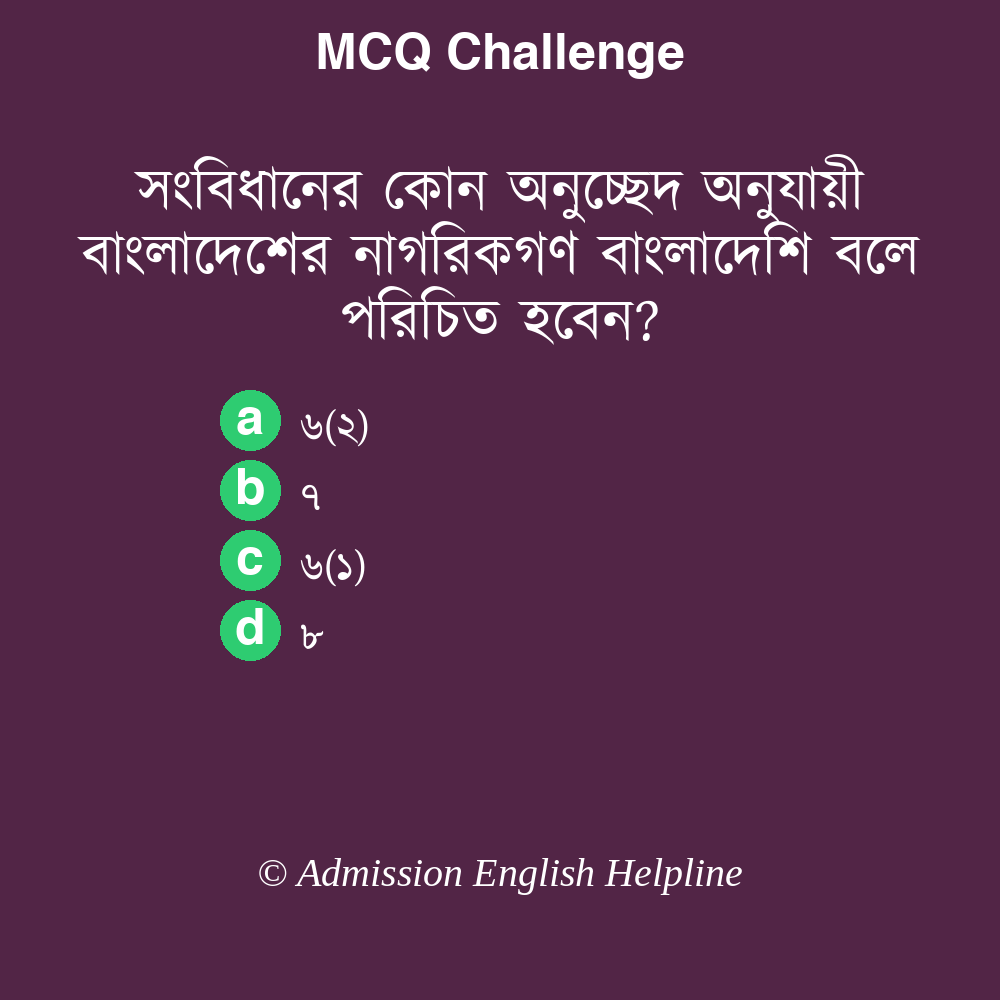 MCQ Challenge
সংবিধানের কোন অনুচ্ছেদ অনুযায়ী
বাংলাদেশের নাগরিকগণ বাংলাদেশি বলে
পরিচিত হবেন?
a ৬(২)
b ৭
c ৬(১)
d ৮
© Admission English Helpline